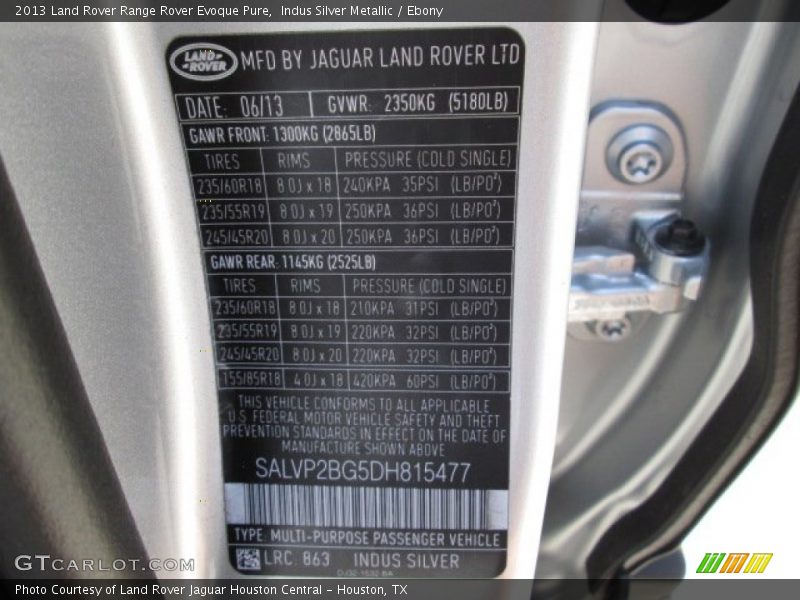 2013 Land Rover Range Rover Evoque Pure, Indus Silver Metallic / Ebony
LAND-ROVER MFD BY JAGUAR LAND ROVER LTD
DATE: 06/13 GVWR: 2350KG (5180LB)
GAWR FRONT: 1300KG (2865LB)
TIRES RIMS PRESSURE (COLD SINGLE)
235/60R18 8.0J x 18 240KPA 35PSI (LB/PO²)
235/55R19 8.0J x 19 250KPA 36PSI (LB/PO²)
245/45R20 8.0J x 20 250KPA 36PSI (LB/PO²)
GAWR REAR: 1145KG (2525LB)
TIRES RIMS PRESSURE (COLD SINGLE)
235/60R18 8.0J x 18 210KPA 31PSI (LB/PO²)
235/55R19 8.0J x 19 220KPA 32PSI (LB/PO²)
245/45R20 8.0J x 20 220KPA 32PSI (LB/PO²)
155/85R18 4.0J x 18 420KPA 60PSI (LB/PO²)
THIS VEHICLE CONFORMS TO ALL APPLICABLE
U.S. FEDERAL MOTOR VEHICLE SAFETY AND THEFT
PREVENTION STANDARDS IN EFFECT ON THE DATE OF
MANUFACTURE SHOWN ABOVE
SALVP2BG5DH815477
TYPE: MULTI-PURPOSE PASSENGER VEHICLE
LRC 863 INDUS SILVER
GTCarLot.com
Photo Courtesy of Land Rover Jaguar Houston Central – Houston, TX